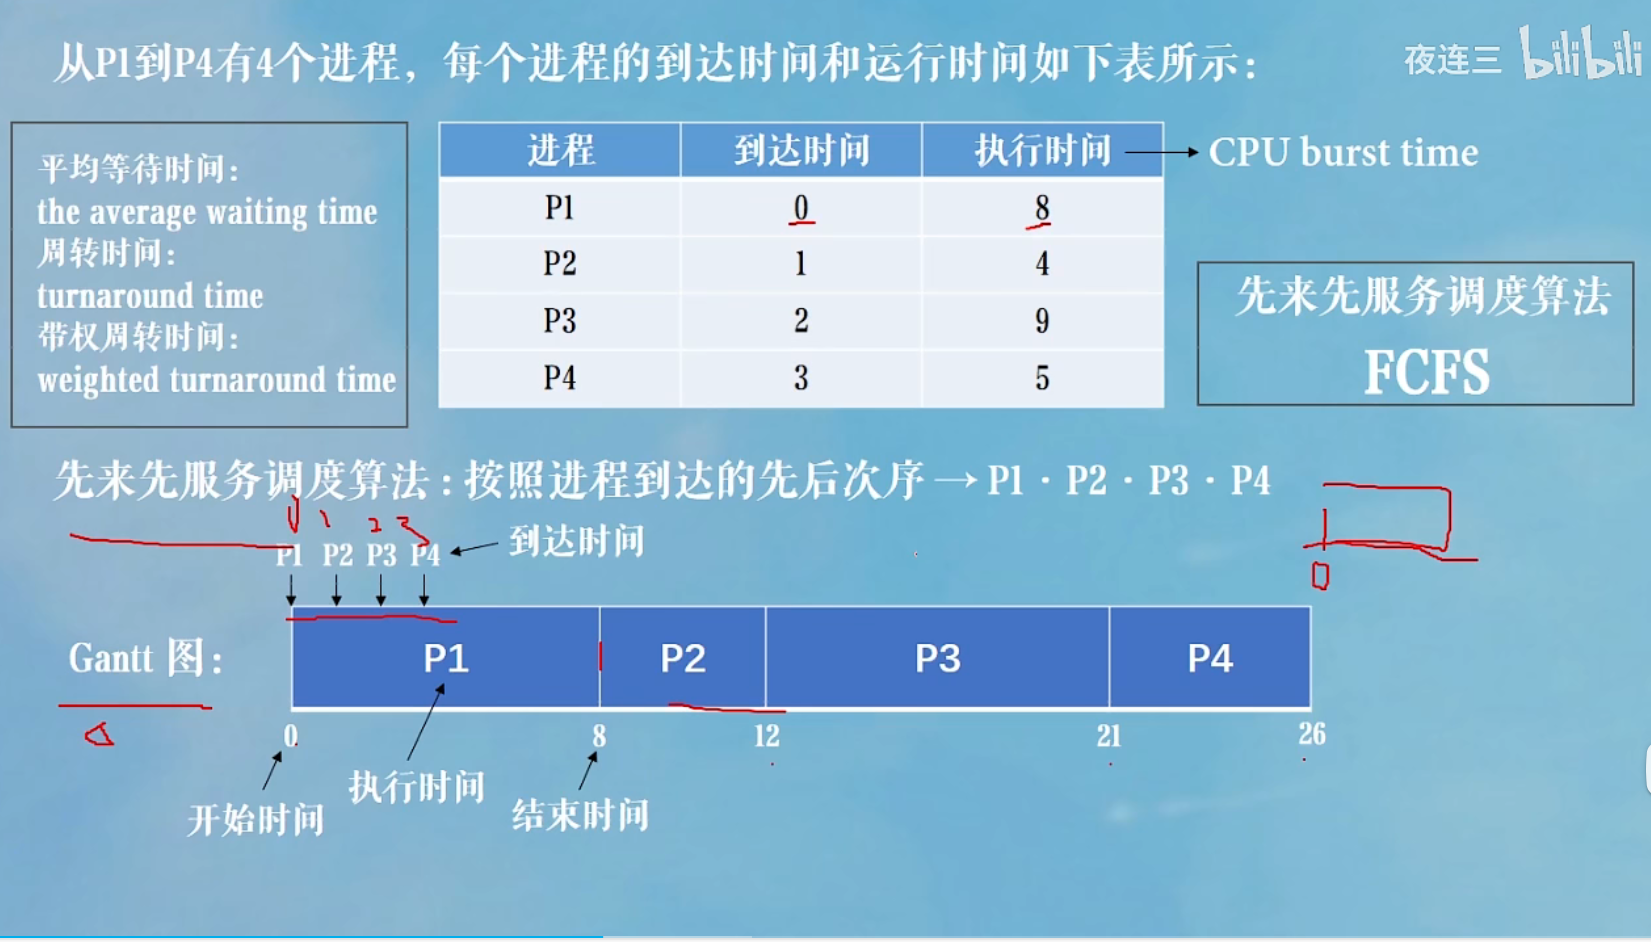 从P1到P4有4个进程，每个进程的到达时间和运行时间如下表所示：
夜连三 bilibili
平均等待时间：
the average waiting time
周转时间：
turnaround time
带权周转时间：
weighted turnaround time
进程 到达时间 执行时间 → CPU burst time
P1 0 8
P2 1 4
P3 2 9
P4 3 5
先来先服务调度算法
FCFS
先来先服务调度算法：按照进程到达的先后次序→P1·P2·P3·P4
0 1 2 3
P1 P2 P3 P4 到达时间
0
Gantt 图：
P1 P2 P3 P4
0 8 12 21 26
开始时间 执行时间 结束时间